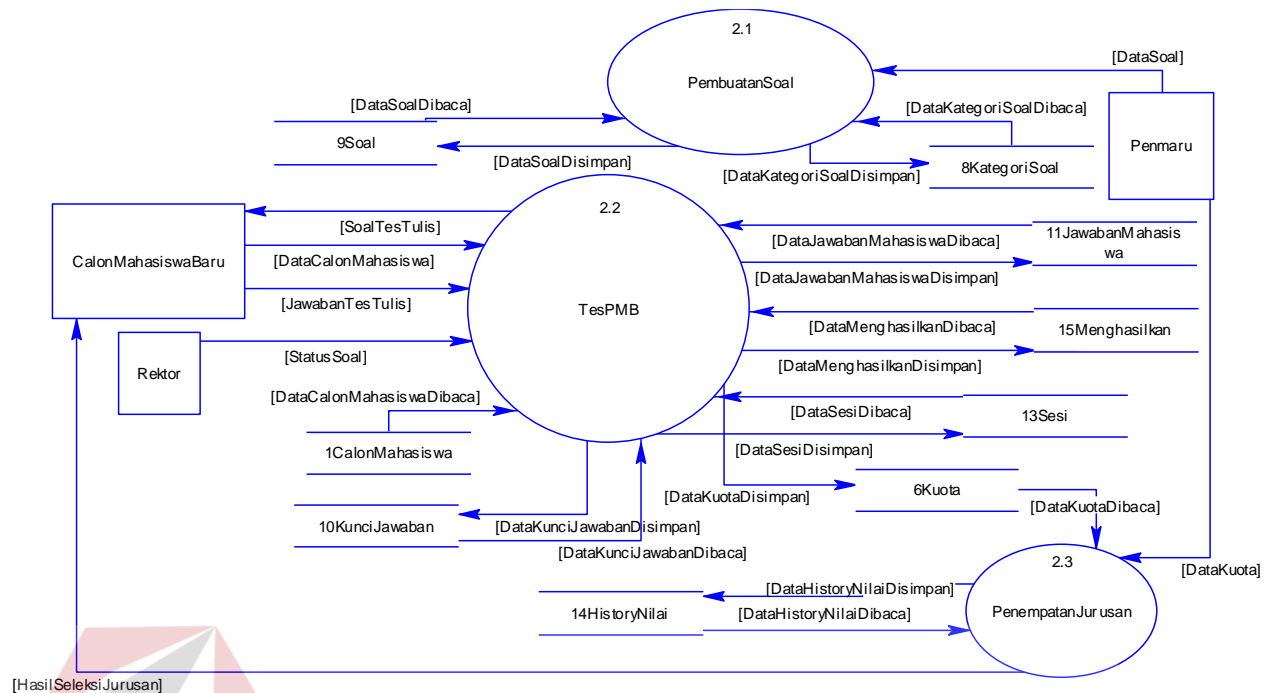 2.1
PembuatanSoal
[DataSoal]
[DataSoalDibaca]
[DataKategoriSoalDibaca]
9Soal
Penmaru
[DataSoalDisimpan]
[DataKategoriSoalDisimpan]
8KategoriSoal
2.2
[SoalTesTulis]
[DataJawabanMahasiswaDibaca]
11JawabanMahasis
wa
CalonMahasiswaBaru
[DataCalonMahasiswa]
[DataJawabanMahasiswaDisimpan]
[JawabanTesTulis]
TesPMB
[DataMenghasilkanDibaca]
15Menghasilkan
[StatusSoal]
[DataMenghasilkanDisimpan]
Rektor
[DataCalonMahasiswaDibaca]
[DataSesiDibaca]
13Sesi
1CalonMahasiswa
[DataSesiDisimpan]
6Kuota
[DataKuotaDisimpan]
[DataKuotaDibaca]
10KunciJawaban
[DataKunciJawabanDisimpan]
[DataKunciJawabanDibaca]
2.3
[DataKuota]
[DataHistoryNilaiDisimpan]
14HistoryNilai
[DataHistoryNilaiDibaca]
PenempatanJurusan
[HasilSeleksiJurusan]